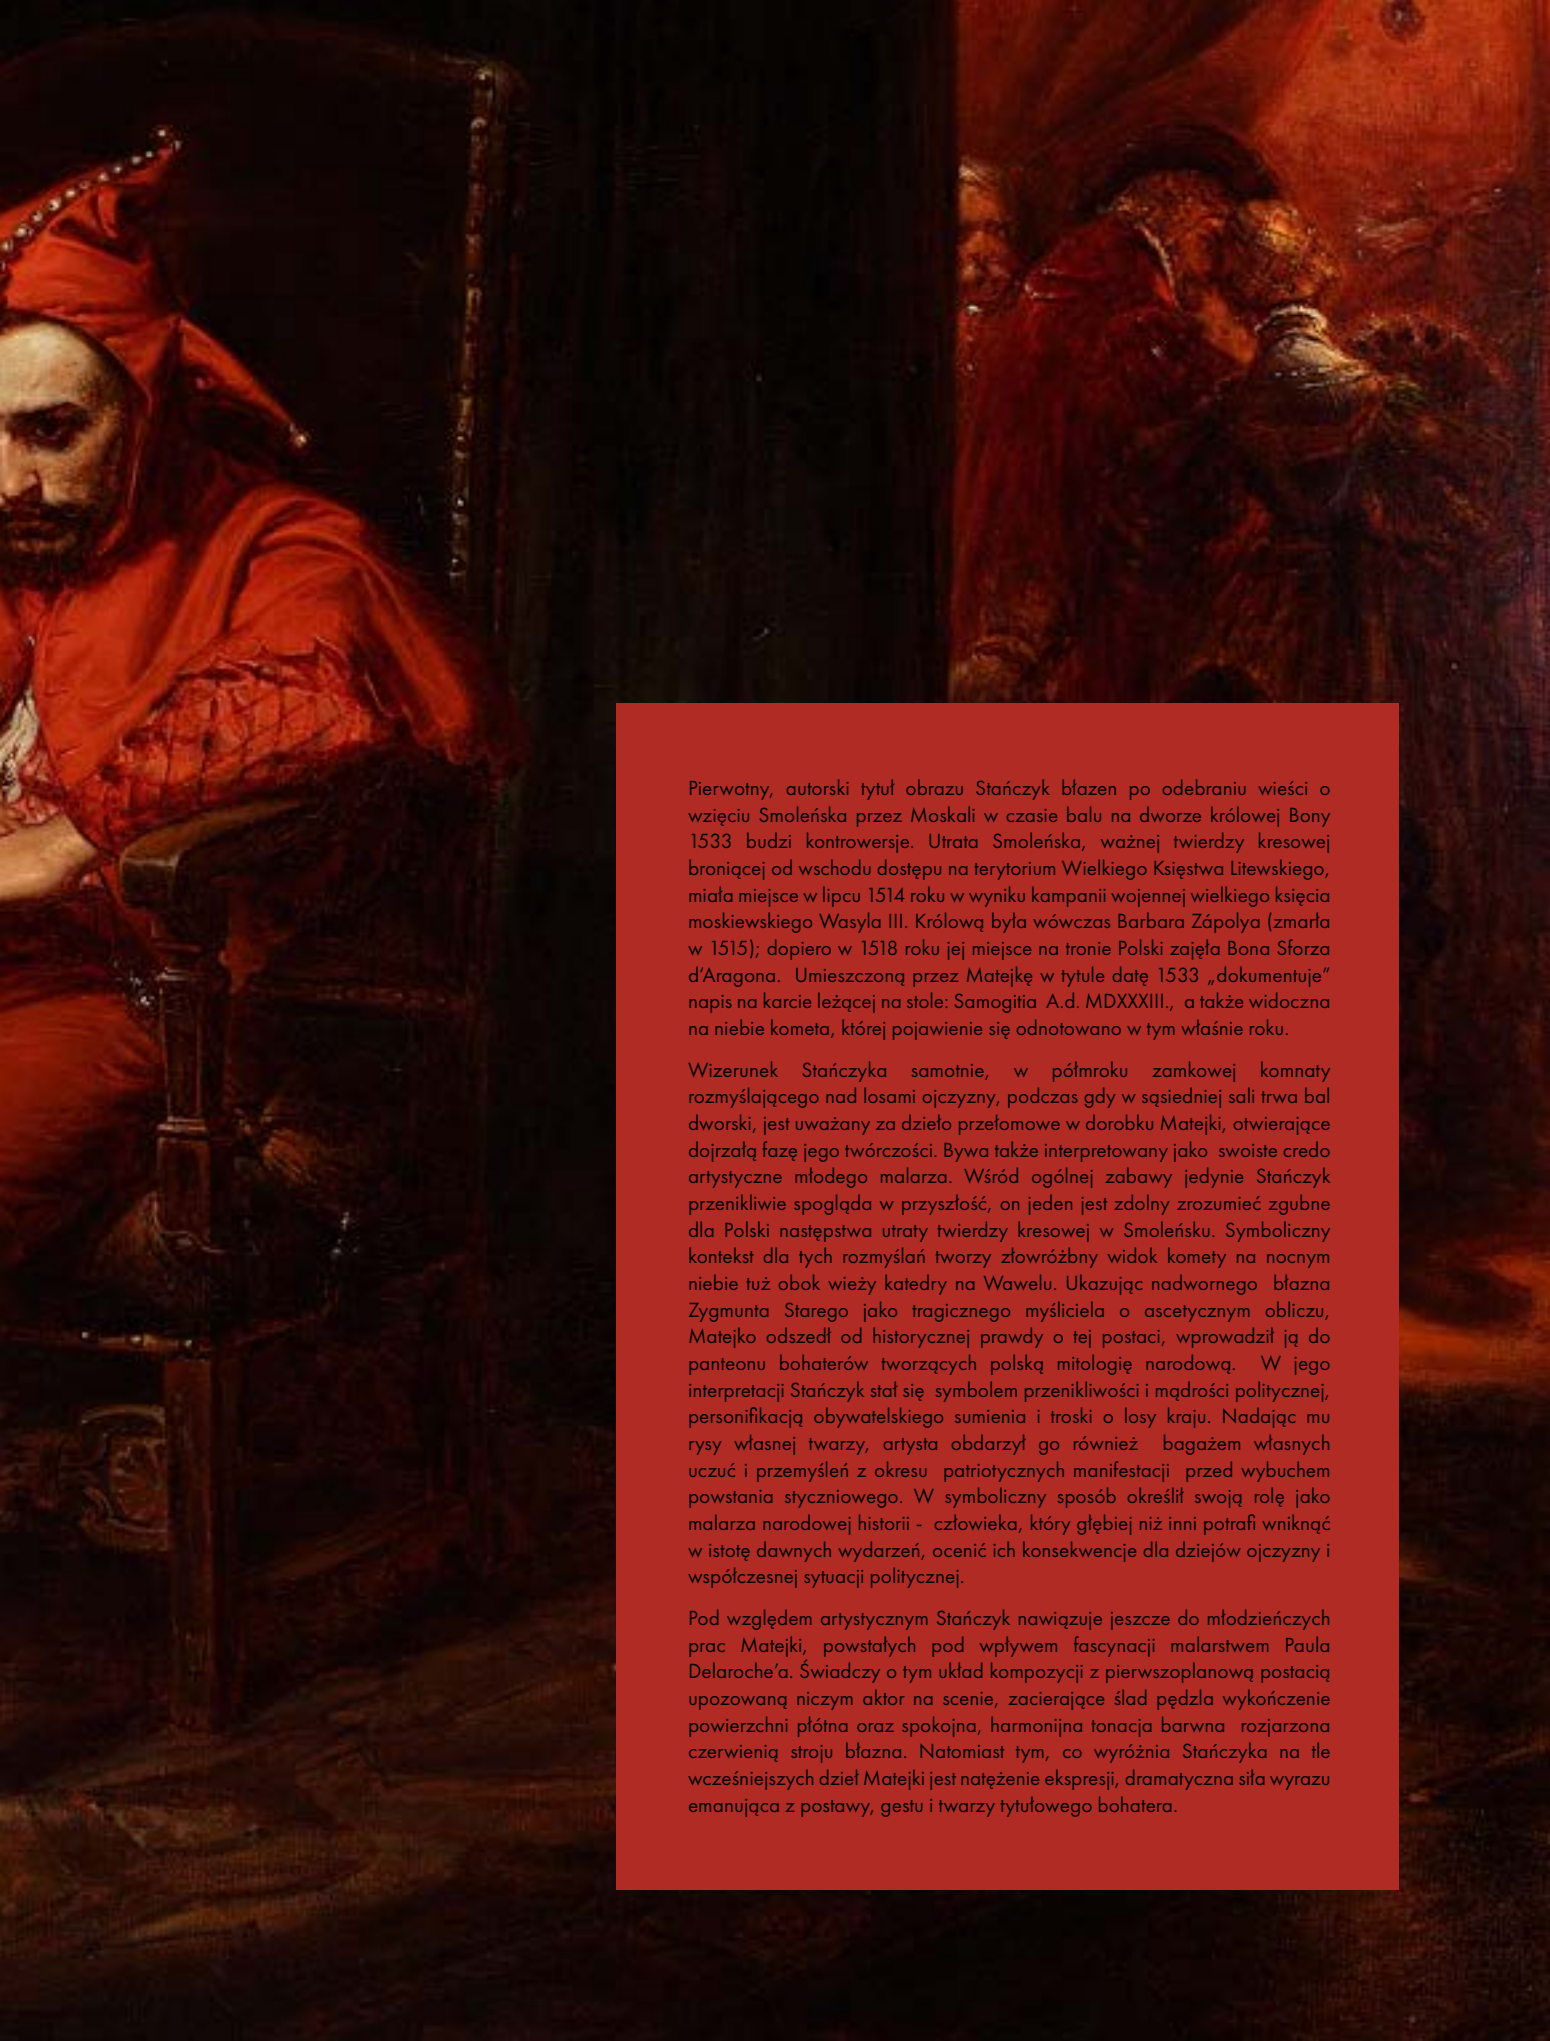 Pierwotny, autorski tytuł obrazu Stańczyk błazen po odebraniu wieści o
wzięciu Smoleńska przez Moskali w czasie balu na dworze królowej Bony
1533 budzi kontrowersje. Utrata Smoleńska, ważnej twierdzy kresowej
broniącej od wschodu dostępu na terytorium Wielkiego Księstwa Litewskiego,
miała miejsce w lipcu 1514 roku w wyniku kampanii wojennej wielkiego księcia
moskiewskiego Wasyla III. Królową była wówczas Barbara Zápolya (zmarła
w 1515); dopiero w 1518 roku jej miejsce na tronie Polski zajęła Bona Sforza
d’Aragona. Umieszczoną przez Matejkę w tytule datę 1533 „dokumentuje”
napis na karcie leżącej na stole: Samogitia A.d. MDXXXIII., a także widoczna
na niebie kometa, której pojawienie się odnotowano w tym właśnie roku.
Wizerunek Stańczyka samotnie, w półmroku zamkowej komnaty
rozmyślającego nad losami ojczyzny, podczas gdy w sąsiedniej sali trwa bal
dworski, jest uważany za dzieło przełomowe w dorobku Matejki, otwierające
dojrzałą fazę jego twórczości. Bywa także interpretowany jako swoiste credo
artystyczne młodego malarza. Wśród ogólnej zabawy jedynie Stańczyk
przenikliwie spogląda w przyszłość, on jeden jest zdolny zrozumieć zgubne
dla Polski następstwa utraty twierdzy kresowej w Smoleńsku. Symboliczny
kontekst dla tych rozmyślań tworzy złowróżbny widok komety na nocnym
niebie tuż obok wieży katedry na Wawelu. Ukazując nadwornego błazna
Zygmunta Starego jako tragicznego myśliciela o ascetycznym obliczu,
Matejko odszedł od historycznej prawdy o tej postaci, wprowadził ją do
panteonu bohaterów tworzących polską mitologię narodową. W jego
interpretacji Stańczyk stał się symbolem przenikliwości i mądrości politycznej,
personifikacją obywatelskiego sumienia i troski o losy kraju. Nadając mu
rysy własnej twarzy, artysta obdarzył go również bagażem własnych
uczuć i przemyśleń z okresu patriotycznych manifestacji przed wybuchem
powstania styczniowego. W symboliczny sposób określił swoją rolę jako
malarza narodowej historii - człowieka, który głębiej niż inni potrafi wniknąć
w istotę dawnych wydarzeń, ocenić ich konsekwencje dla dziejów ojczyzny i
współczesnej sytuacji politycznej.
Pod względem artystycznym Stańczyk nawiązuje jeszcze do młodzieńczych
prac Matejki, powstałych pod wpływem fascynacji malarstwem Paula
Delaroche’a. Świadczy o tym układ kompozycji z pierwszoplanową postacią
upozowaną niczym aktor na scenie, zacierające ślad pędzla wykończenie
powierzchni płótna oraz spokojna, harmonijna tonacja barwna rozjarzona
czerwienią stroju błazna. Natomiast tym, co wyróżnia Stańczyka na tle
wcześniejszych dzieł Matejki jest natężenie ekspresji, dramatyczna siła wyrazu
emanująca z postawy, gestu i twarzy tytułowego bohatera.